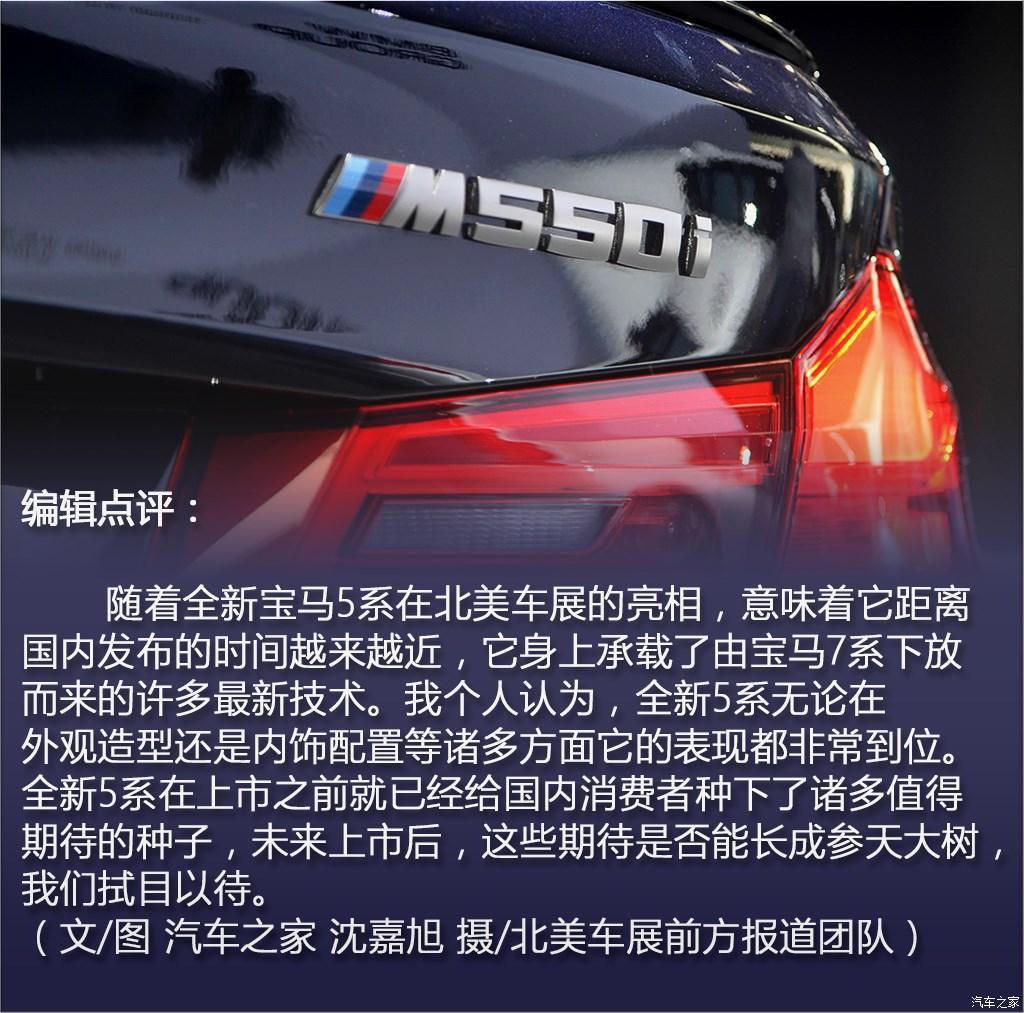 M550i
编辑点评：
随着全新宝马5系在北美车展的亮相，意味着它距离
国内发布的时间越来越近，它身上承载了由宝马7系下放
而来的许多最新技术。我个人认为，全新5系无论在
外观造型还是内饰配置等诸多方面它的表现都非常到位。
全新5系在上市之前就已经给国内消费者种下了诸多值得
期待的种子，未来上市后，这些期待是否能长成参天大树，
我们拭目以待。
（文/图 汽车之家 沈嘉旭 摄/北美车展前方报道团队）
汽车之家